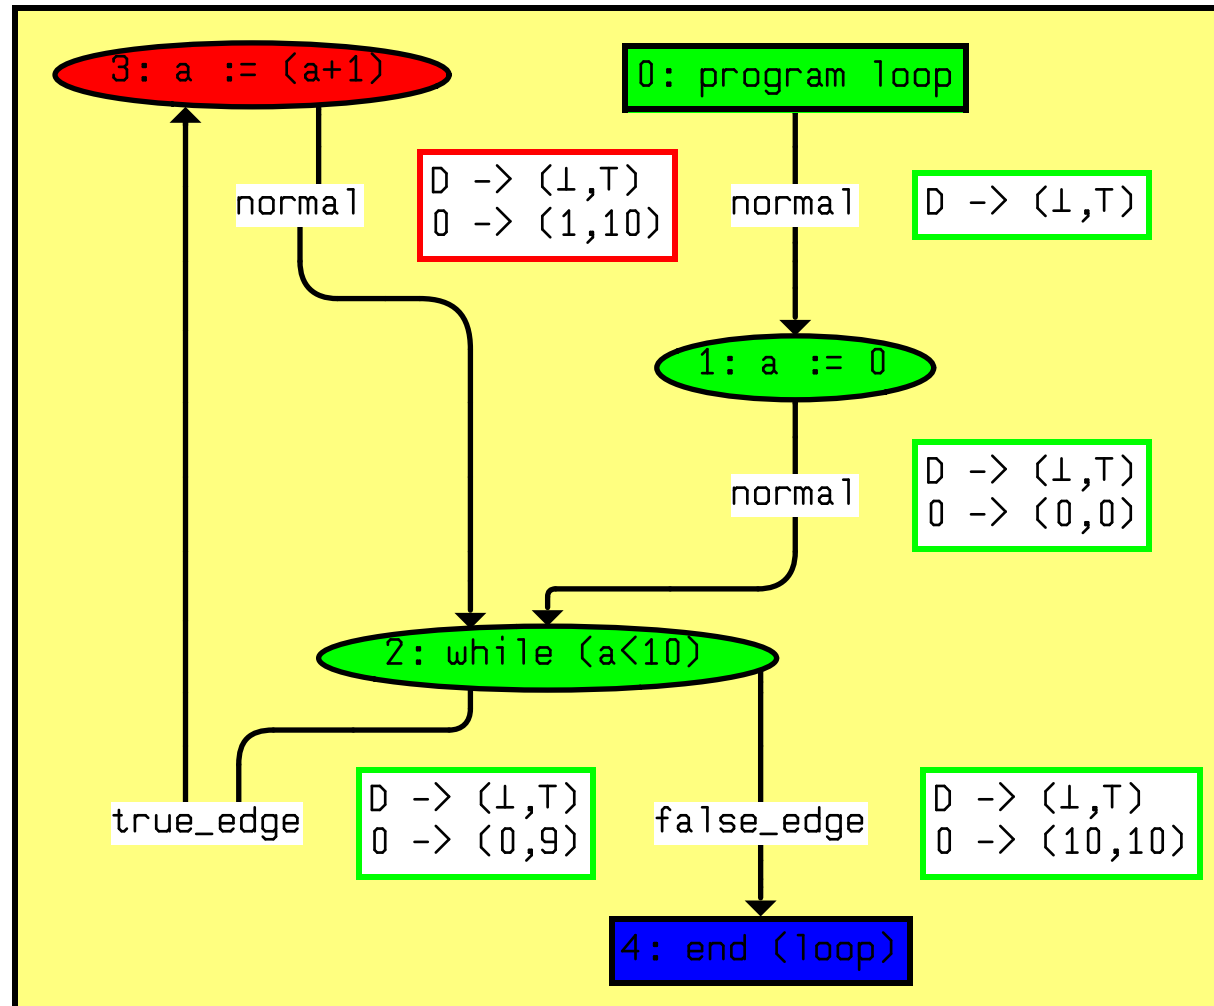 3: a := (a+1)
0: program loop
D -> (⊥,T)
0 -> (1,10)
normal
normal
D -> (⊥,T)
1: a := 0
D -> (⊥,T)
0 -> (0,0)
normal
2: while (a<10)
D -> (⊥,T)
0 -> (0,9)
true_edge
false_edge
D -> (⊥,T)
0 -> (10,10)
4: end (loop)